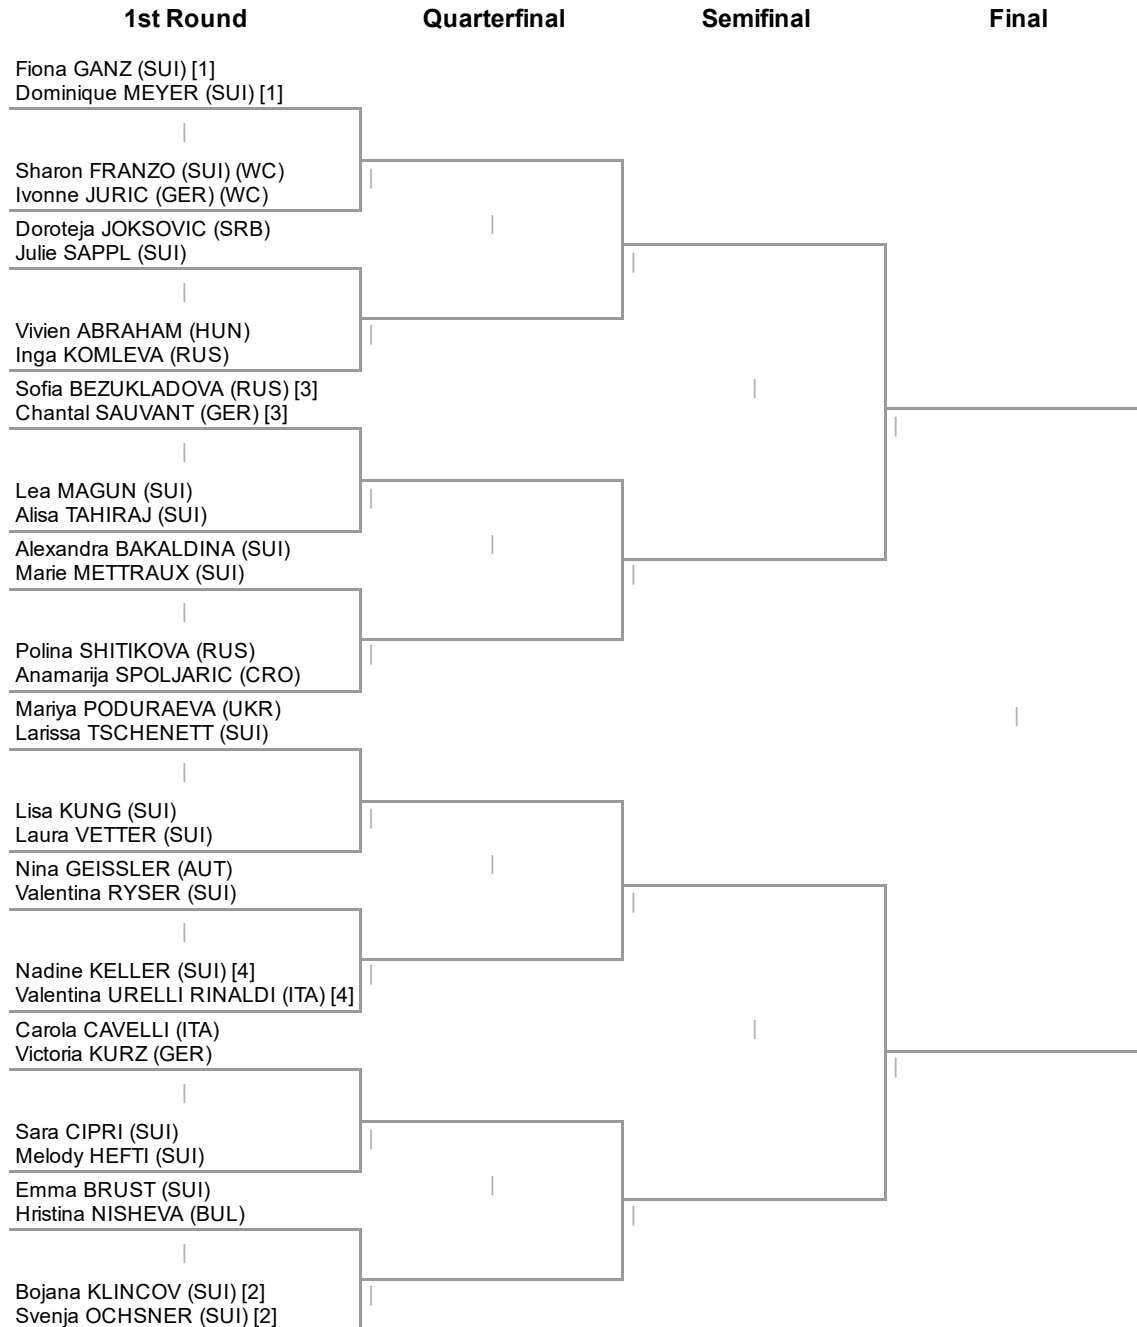 1st Round Quarterfinal Semifinal Final
Fiona GANZ (SUI) [1]
Dominique MEYER (SUI) [1]
Sharon FRANZO (SUI) (WC)
Ivonne JURIC (GER) (WC)
Doroteja JOKSOVIC (SRB)
Julie SAPPL (SUI)
Vivien ABRAHAM (HUN)
Inga KOMLEVA (RUS)
Sofia BEZUKLADOVA (RUS) [3]
Chantal SAUVANT (GER) [3]
Lea MAGUN (SUI)
Alisa TAHIRAJ (SUI)
Alexandra BAKALDINA (SUI)
Marie METTRAUX (SUI)
Polina SHITIKOVA (RUS)
Anamarija SPOLJARIC (CRO)
Mariya PODURAEVA (UKR)
Larissa TSCHENETT (SUI)
Lisa KUNG (SUI)
Laura VETTER (SUI)
Nina GEISSLER (AUT)
Valentina RYSER (SUI)
Nadine KELLER (SUI) [4]
Valentina URELLI RINALDI (ITA) [4]
Carola CAVELLI (ITA)
Victoria KURZ (GER)
Sara CIPRI (SUI)
Melody HEFTI (SUI)
Emma BRUST (SUI)
Hristina NISHEVA (BUL)
Bojana KLINCOV (SUI) [2]
Svenja OCHSNER (SUI) [2]